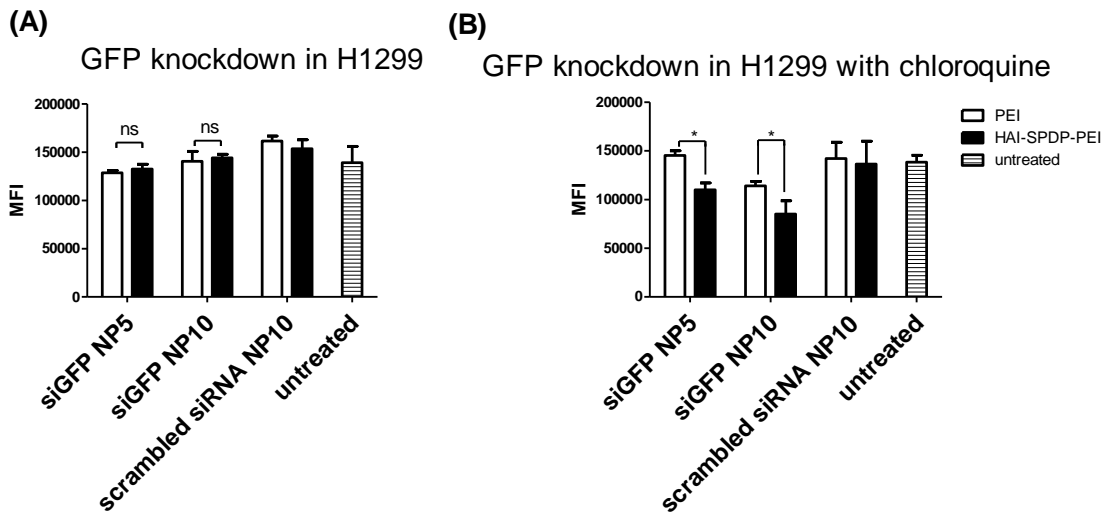 (A)
GFP knockdown in H1299
200000
150000
100000
50000
0
MFI
ns
ns
siGFP NP5
siGFP NP10
scrambled siRNA NP10
untreated
(B)
GFP knockdown in H1299 with chloroquine
200000
150000
100000
50000
0
MFI
*
*
siGFP NP5
siGFP NP10
scrambled siRNA NP10
untreated
PEI
HAI-SPDP-PEI
untreated